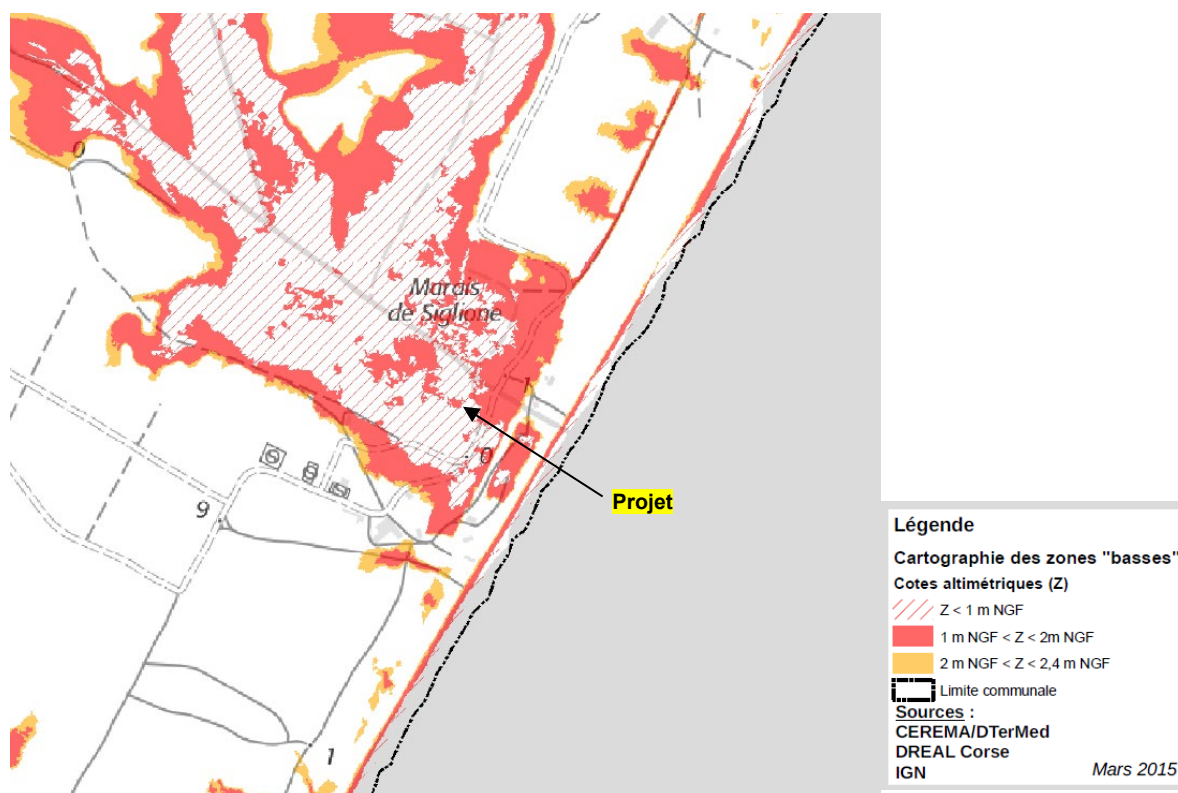 0
Marais
de Siglione
1
0
9
Projet
1
Légende
Cartographie des zones "basses"
Cotes altimétriques (Z)
Z < 1 m NGF
1 m NGF < Z < 2m NGF
2 m NGF < Z < 2,4 m NGF
Limite communale
Sources :
CEREMA/DTerMed
DREAL Corse
IGN
Mars 2015